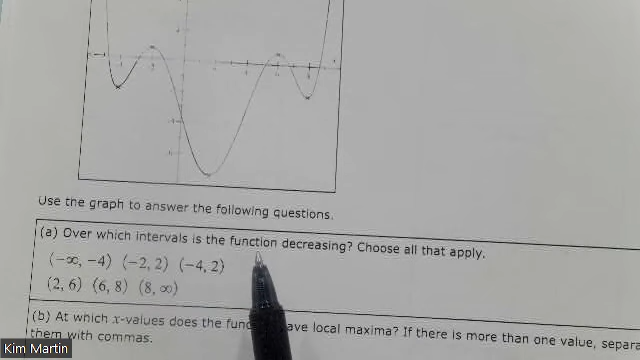 Use the graph to answer the following questions.
(a) Over which intervals is the function decreasing? Choose all that apply.
(−∞, −4) (−2, 2) (−4, 2)
(2, 6) (6, 8) (8, ∞)
(b) At which x-values does the func ave local maxima? If there is more than one value, separa
them with commas.
Kim Martin